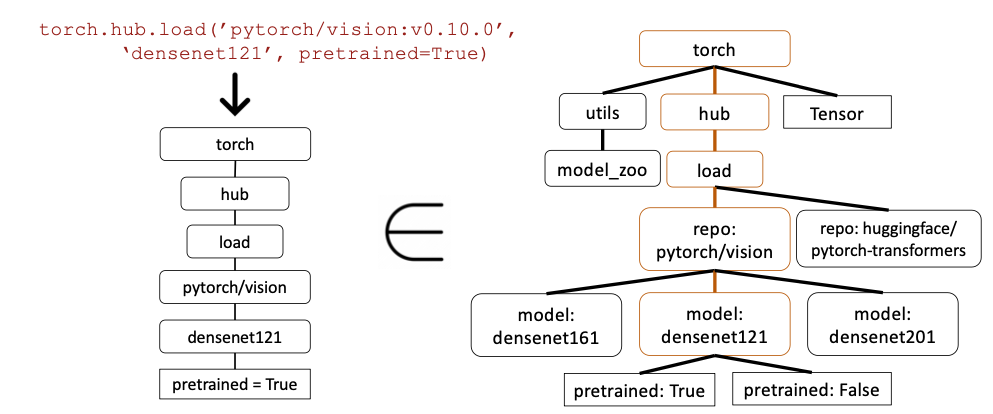 torch.hub.load(’pytorch/vision:v0.10.0’,
‘densenet121’, pretrained=True)
torch
hub
load
pytorch/vision
densenet121
pretrained = True
∈
torch
utils
hub
Tensor
model_zoo
load
repo:
pytorch/vision
repo: huggingface/
pytorch-transformers
model:
densenet161
model:
densenet121
model:
densenet201
pretrained: True
pretrained: False